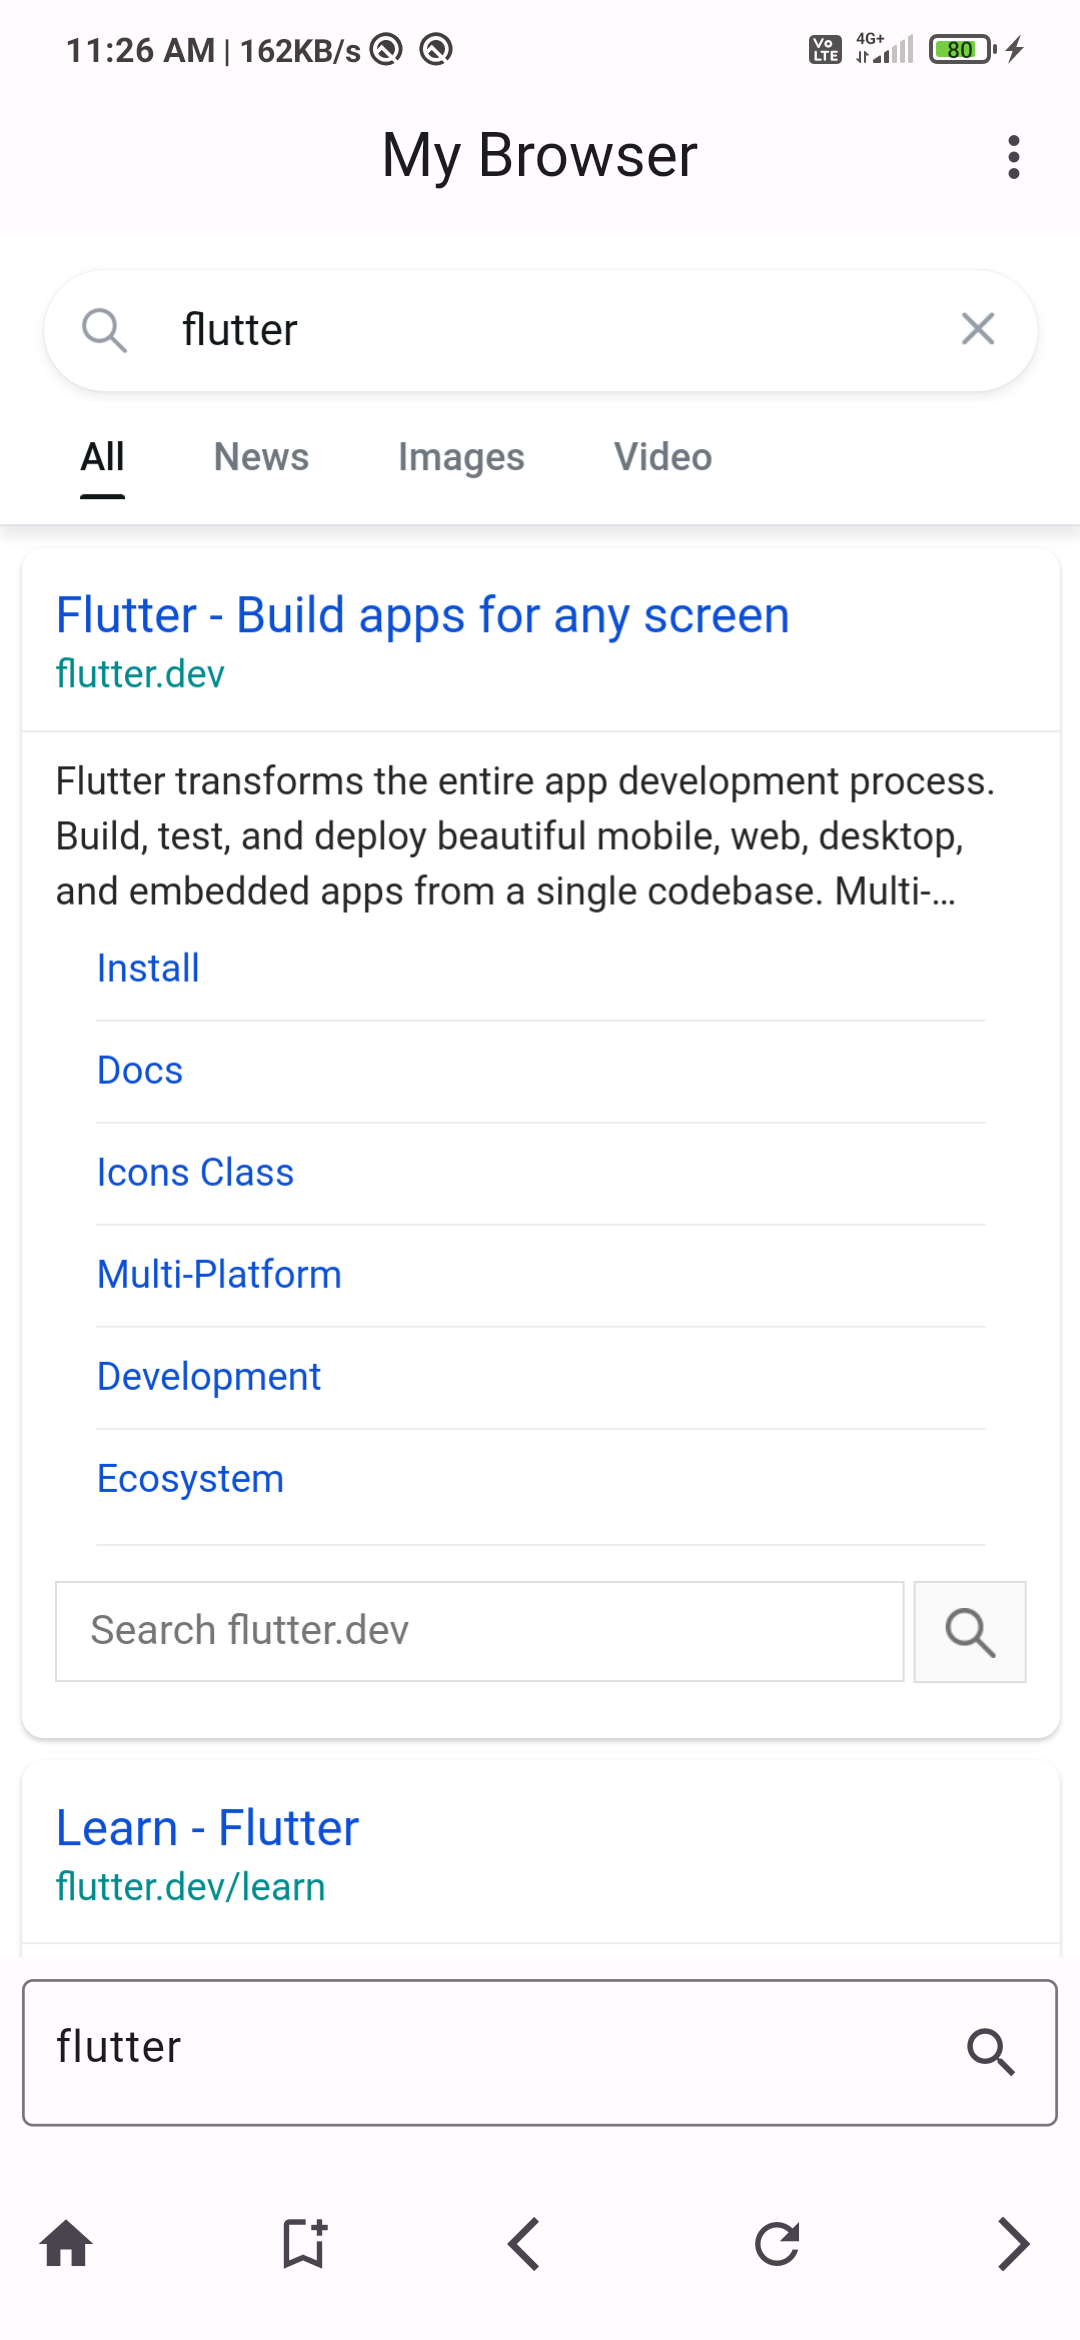 11:26 AM | 162KB/s
Vo LTE 4G+ 80
My Browser
flutter
All News Images Video
Flutter - Build apps for any screen
flutter.dev
Flutter transforms the entire app development process.
Build, test, and deploy beautiful mobile, web, desktop,
and embedded apps from a single codebase. Multi-...
Install
Docs
Icons Class
Multi-Platform
Development
Ecosystem
Search flutter.dev
Learn - Flutter
flutter.dev/learn
flutter